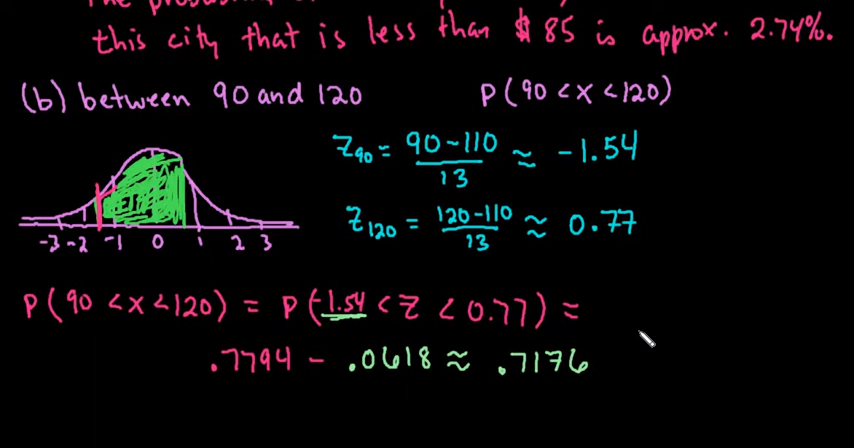 this city that is less than $85 is approx. 2.74%.
(b) between 90 and 120 P(90 < x < 120)
Z90 = 90-110 / 13 ≈ -1.54
Z120 = 120-110 / 13 ≈ 0.77
-3 -2 -1 0 1 2 3
P(90 < x < 120) = P(-1.54 < Z < 0.77) =
.7794 - .0618 ≈ .7176